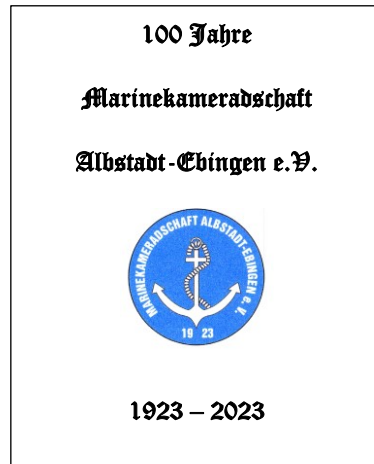 100 Jahre
Marinekameradschaft
Albstadt-Ebingen e.V.
MARINEKAMERADSCHAFT ALBSTADT-EBINGEN e. V.
19 23
1923 – 2023